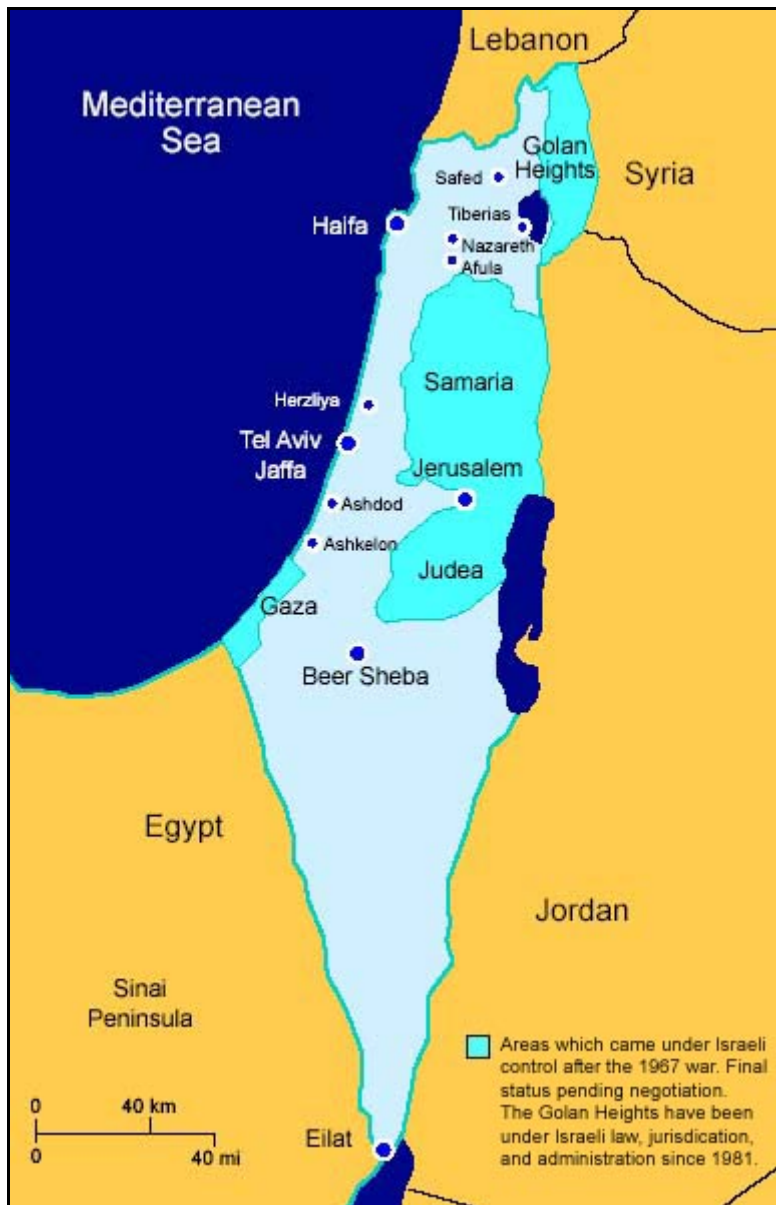 Lebanon
Mediterranean
Sea
Golan
Heights
Safed
Syria
Tiberias
Haifa
Nazareth
Afula
Samaria
Herzliya
Tel Aviv
Jaffa
Jerusalem
Ashdod
Ashkelon
Judea
Gaza
Beer Sheba
Egypt
Jordan
Sinai
Peninsula
Areas which came under Israeli
control after the 1967 war. Final
status pending negotiation.
The Golan Heights have been
under Israeli law, jurisdication,
and administration since 1981.
0 40 km
0 40 mi
Eilat